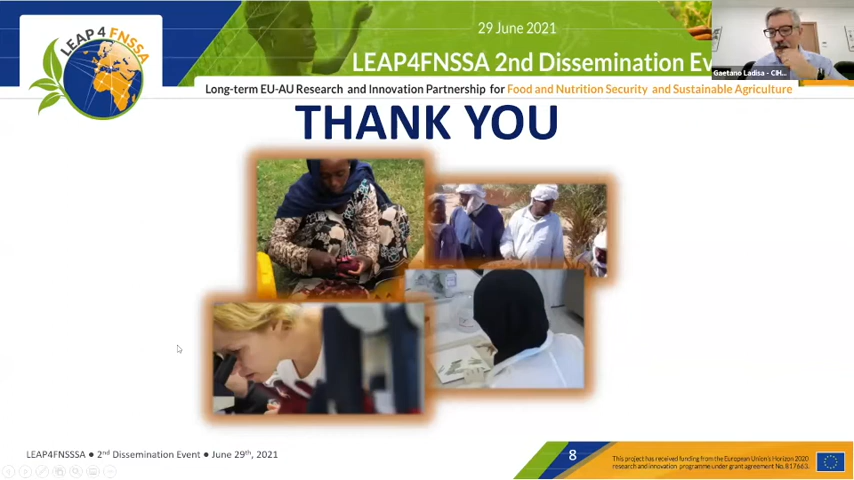 29 June 2021
LEAP4FNSSA 2nd Dissemination Ev
Gaetano Ladisa - CIH...
LEAP 4 FNSSA
Long-term EU-AU Research and Innovation Partnership for Food and Nutrition Security and Sustainable Agriculture
THANK YOU
LEAP4FNSSSA ● 2nd Dissemination Event ● June 29th, 2021
8
This project has received funding from the European Union's Horizon 2020
research and innovation programme under grant agreement No. 817663.